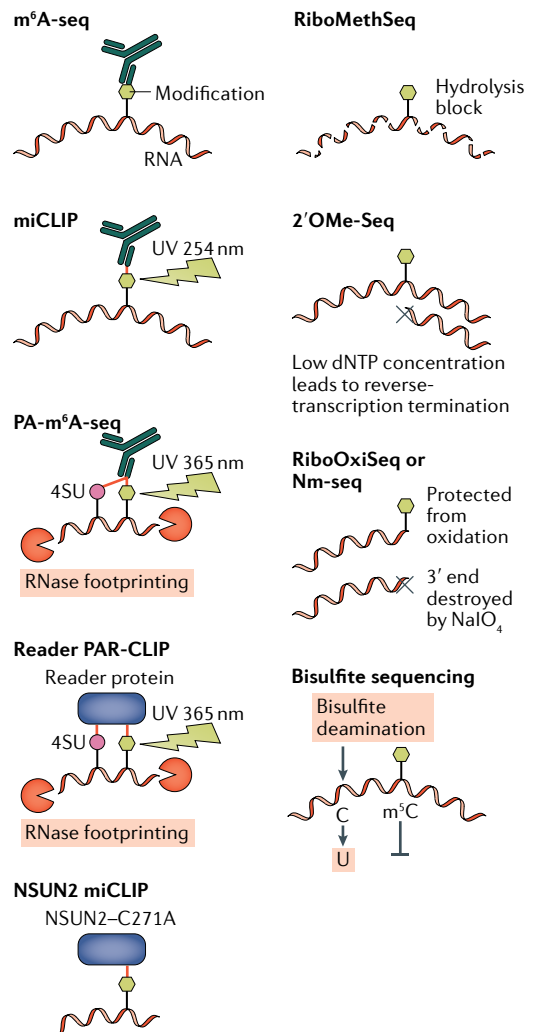 m⁶A-seq
Modification
RNA
miCLIP
UV 254 nm
PA-m⁶A-seq
UV 365 nm
4SU
RNase footprinting
Reader PAR-CLIP
Reader protein
UV 365 nm
4SU
RNase footprinting
NSUN2 miCLIP
NSUN2–C271A
RiboMethSeq
Hydrolysis
block
2′OMe-Seq
Low dNTP concentration
leads to reverse-
transcription termination
RiboOxiSeq or
Nm-seq
Protected
from
oxidation
3′ end
destroyed
by NaIO₄
Bisulfite sequencing
Bisulfite
deamination
C
m⁵C
U